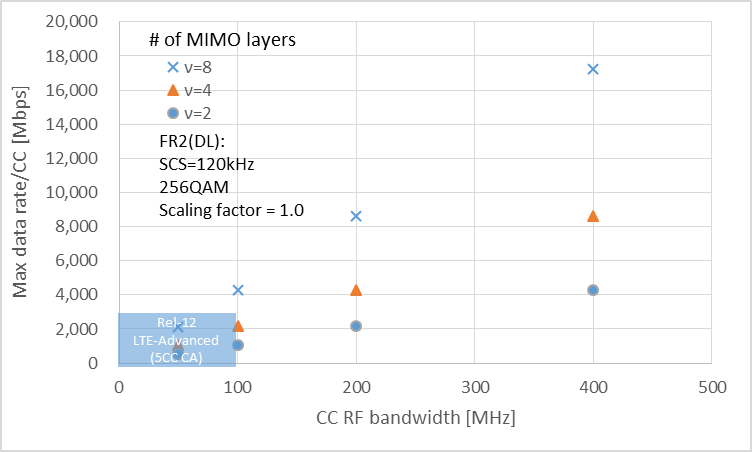 20,000
18,000
16,000
14,000
12,000
10,000
8,000
6,000
4,000
2,000
0
Max data rate/CC [Mbps]
# of MIMO layers
v=8
v=4
v=2
FR2(DL):
SCS=120kHz
256QAM
Scaling factor = 1.0
Rel-12
LTE-Advanced
(5CC CA)
0 100 200 300 400 500
CC RF bandwidth [MHz]